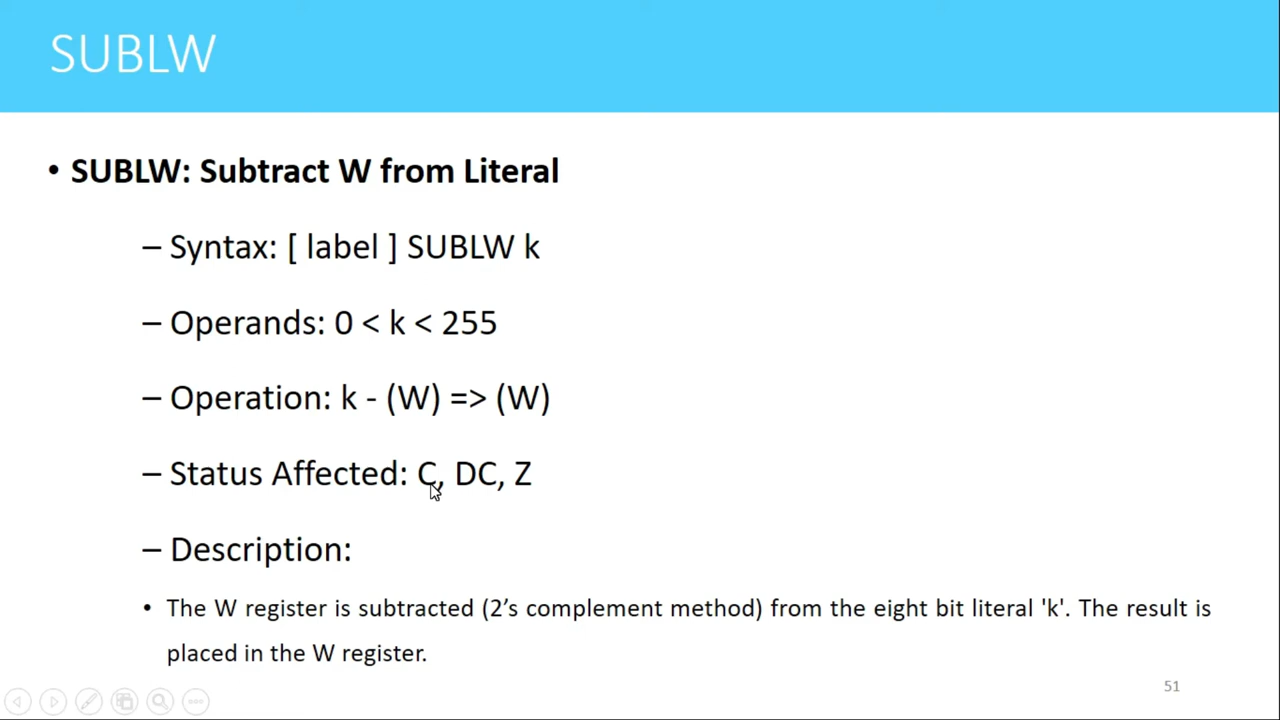 SUBLW
• SUBLW: Subtract W from Literal
– Syntax: [ label ] SUBLW k
– Operands: 0 < k < 255
– Operation: k - (W) => (W)
– Status Affected: C, DC, Z
– Description:
• The W register is subtracted (2’s complement method) from the eight bit literal 'k'. The result is
placed in the W register.
51